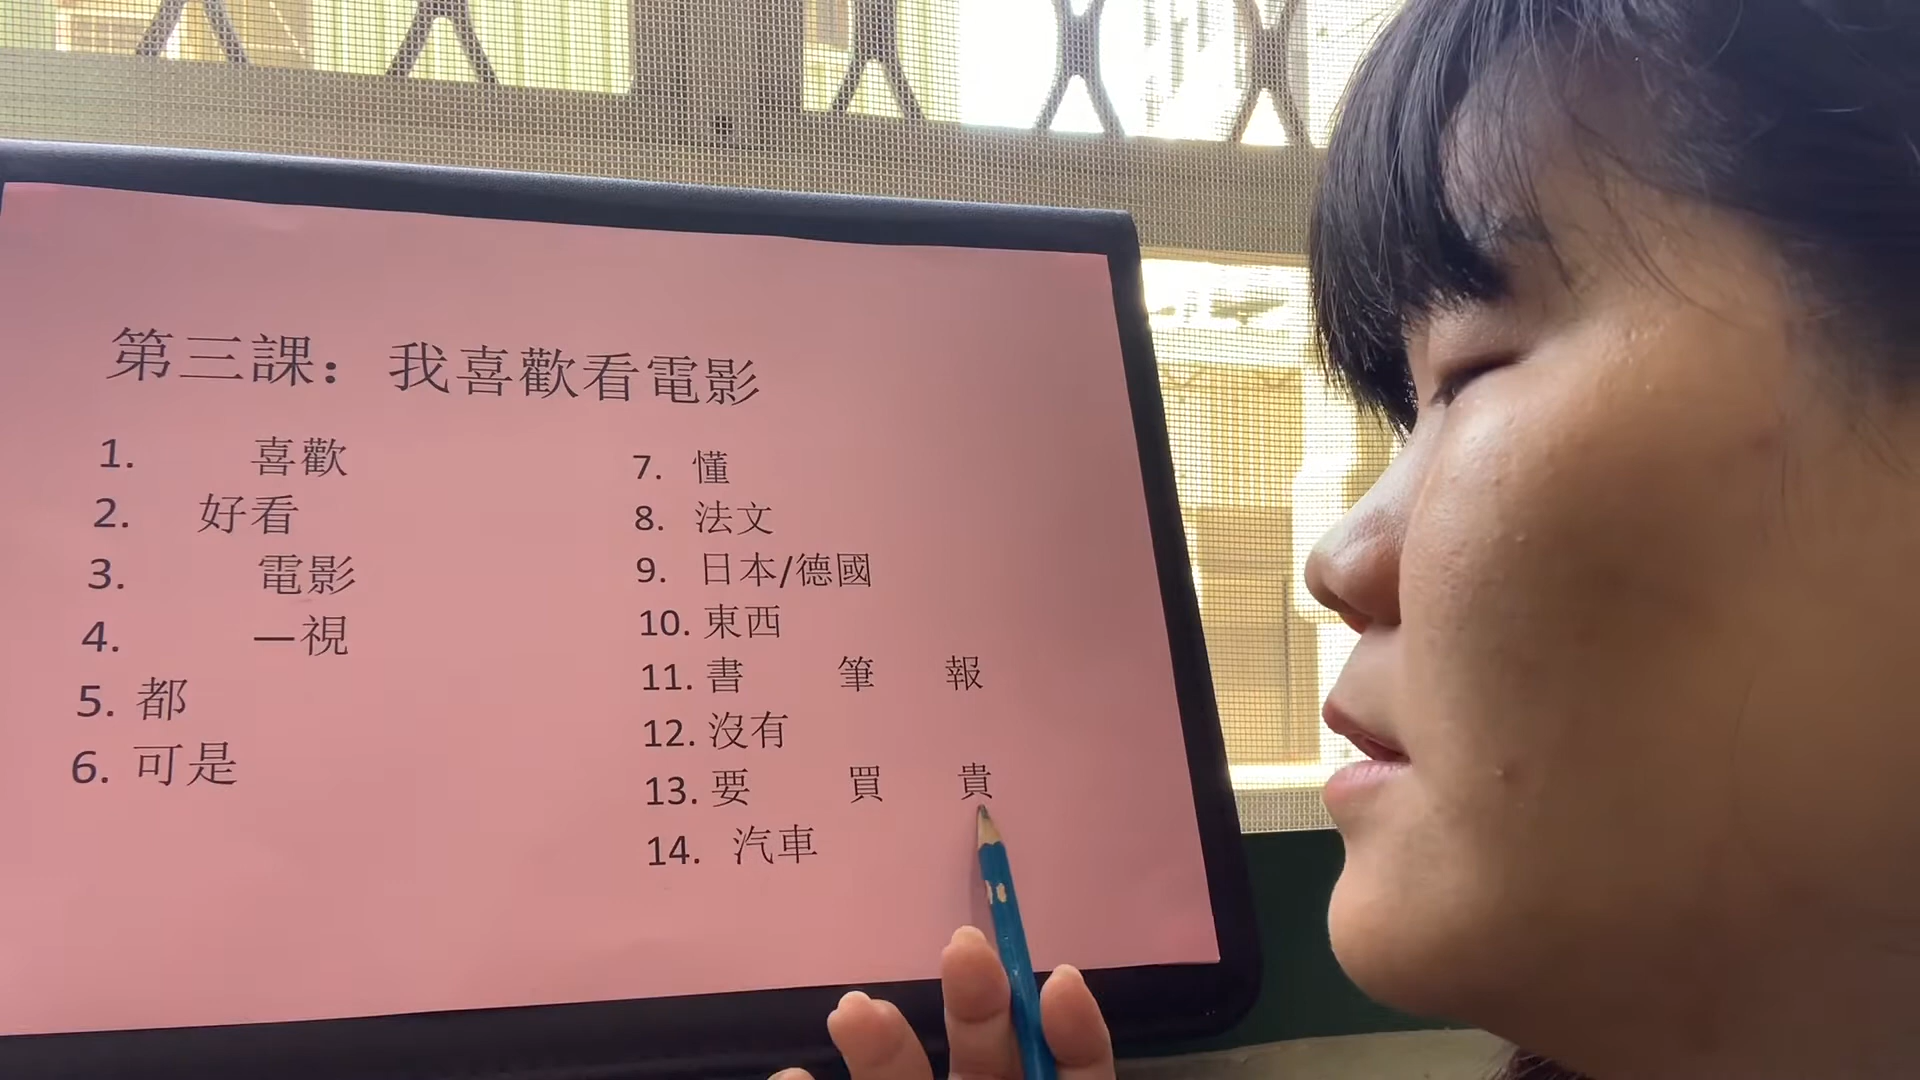 第三課：我喜歡看電影
1. 喜歡
2. 好看
3. 電影
4. —視
5. 都
6. 可是
7. 懂
8. 法文
9. 日本/德國
10. 東西
11. 書 筆 報
12. 沒有
13. 要 買 貴
14. 汽車